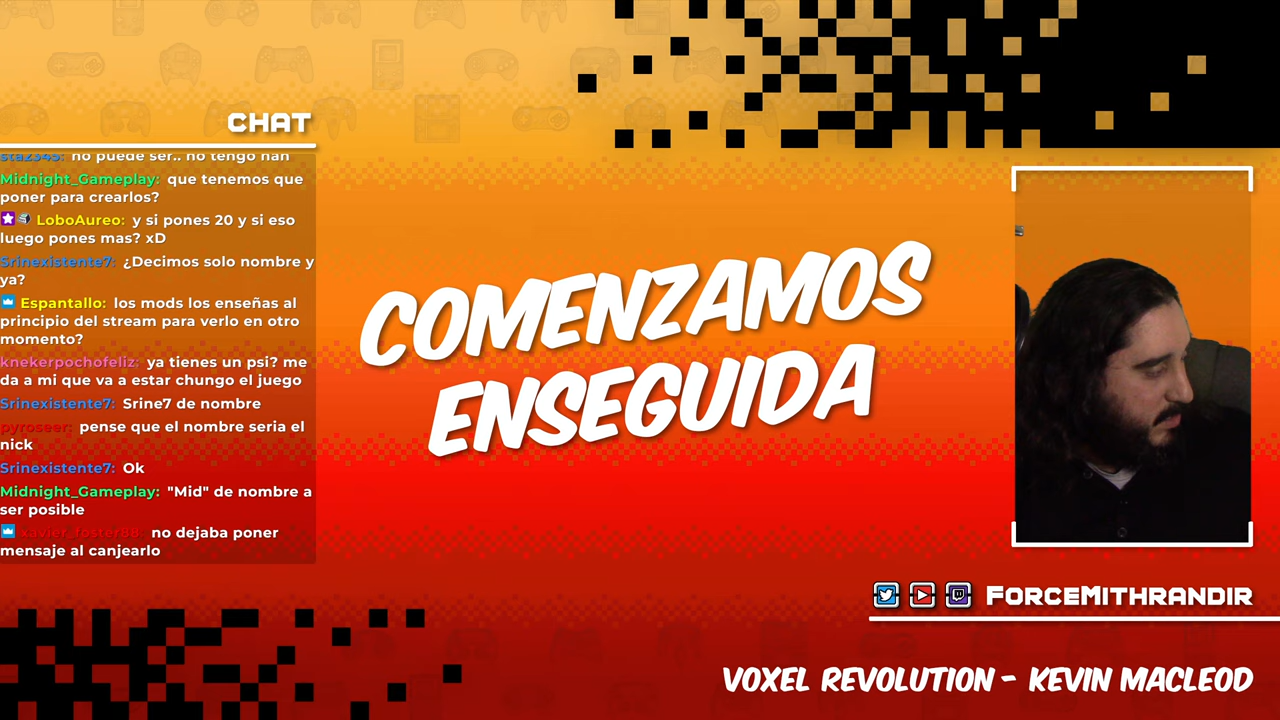 CHAT
sta2345: no puede ser.. no tengo nan
Midnight_Gameplay: que tenemos que
poner para crearlos?
LoboAureo: y si pones 20 y si eso
luego pones mas? xD
Srinexistente7: ¿Decimos solo nombre y
ya?
Espantallo: los mods los enseñas al
principio del stream para verlo en otro
momento?
knekerpochofeliz: ya tienes un psi? me
da a mi que va a estar chungo el juego
Srinexistente7: Srine7 de nombre
pyroseer: pense que el nombre seria el
nick
Srinexistente7: Ok
Midnight_Gameplay: "Mid" de nombre a
ser posible
xavier_foster88: no dejaba poner
mensaje al canjearlo
COMENZAMOS
ENSEGUIDA
FORCEMITHRANDIR
VOXEL REVOLUTION - KEVIN MACLEOD